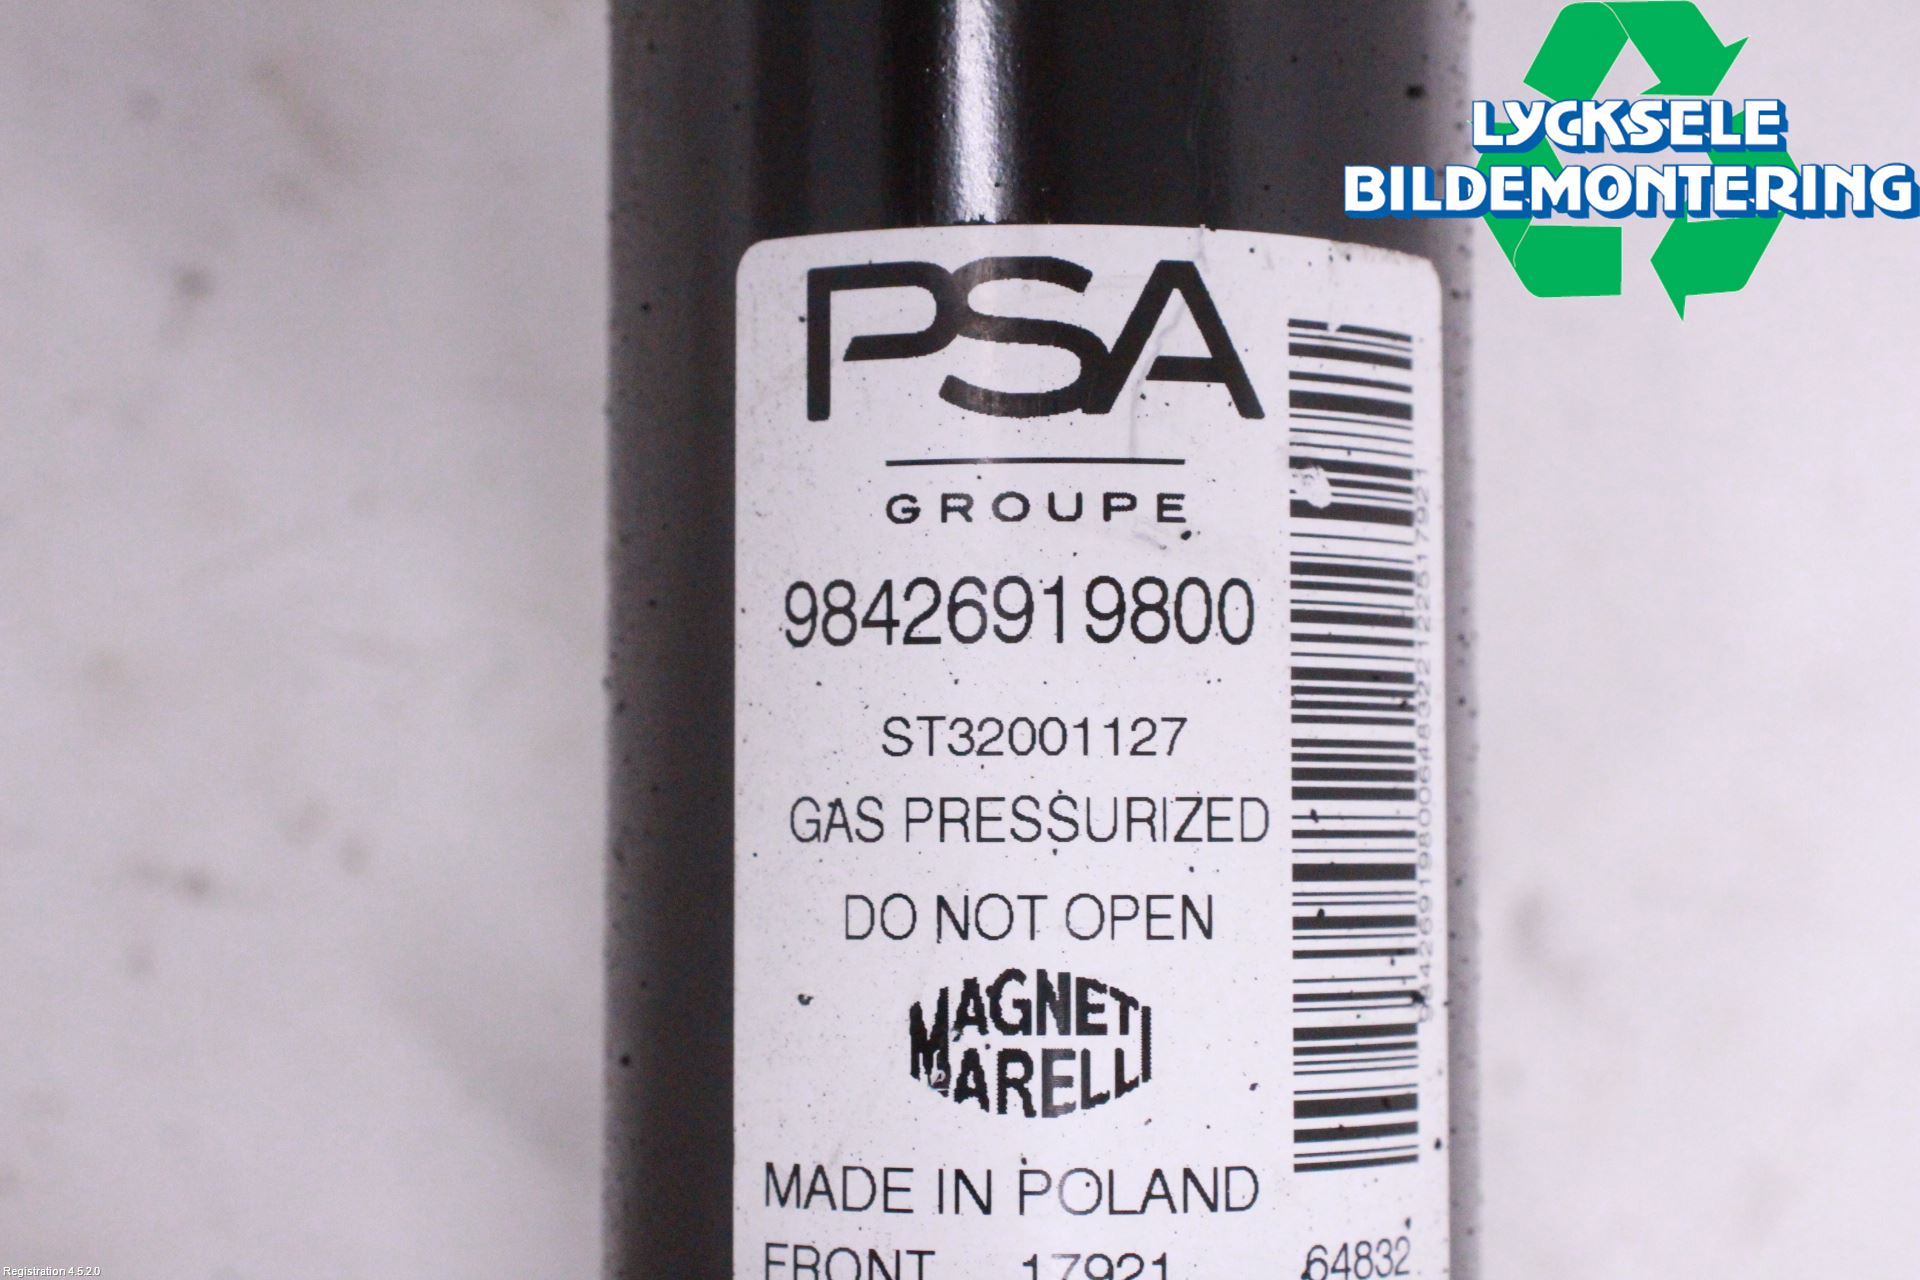 LYCKSELE
BILDEMONTERING
PSA
GROUPE
98426919800
ST32001127
GAS PRESSURIZED
DO NOT OPEN
MAGNETI
MARELLI
MADE IN POLAND
FRONT 17921 64832
Registration 4.5.2.0